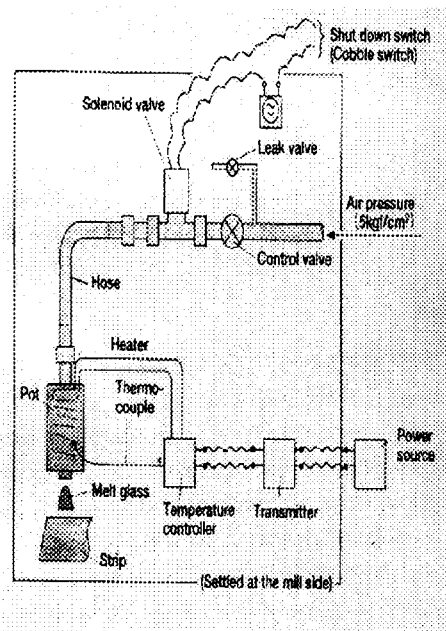 Shut down switch
(Cobble switch)
Solenoid valve
Leak valve
Air pressure
[5kgf/cm²]
Control valve
Hose
Heater
Pot
Thermo-
couple
Power
source
Melt glass
Temperature
controller
Transmitter
Strip
(Settled at the mill side)